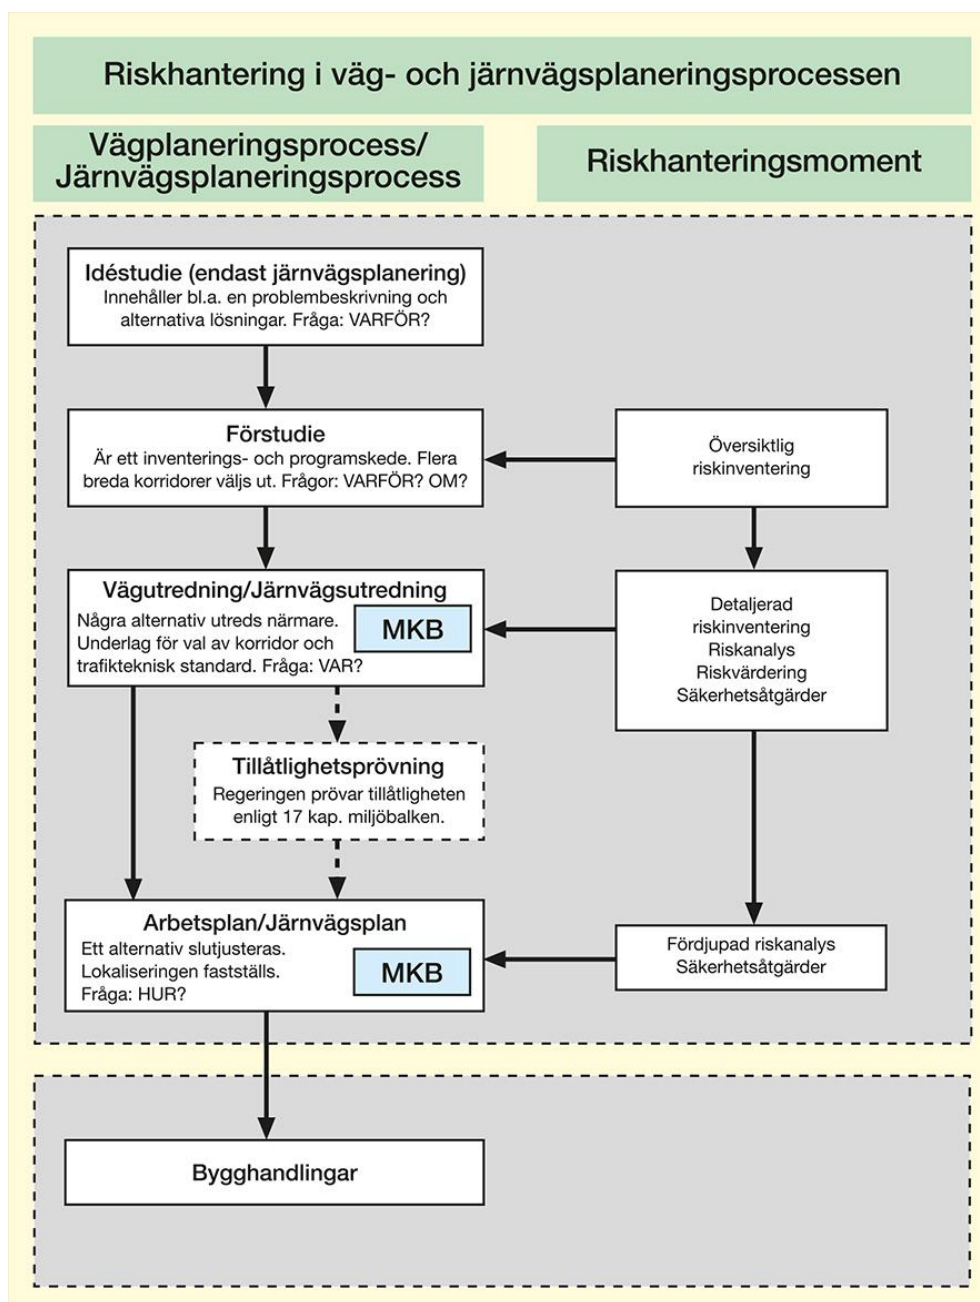 Riskhantering i väg- och järnvägsplaneringsprocessen
Vägplaneringsprocess/
Järnvägsplaneringsprocess
Riskhanteringsmoment
Idéstudie (endast järnvägsplanering)
Innehåller bl.a. en problembeskrivning och
alternativa lösningar. Fråga: VARFÖR?
Förstudie
Är ett inventerings- och programskede. Flera
breda korridorer väljs ut. Frågor: VARFÖR? OM?
Översiktlig
riskinventering
Vägutredning/Järnvägsutredning
Några alternativ utreds närmare.
Underlag för val av korridor och
trafikteknisk standard. Fråga: VAR?
MKB
Detaljerad
riskinventering
Riskanalys
Riskvärdering
Säkerhetsåtgärder
Tillåtlighetsprövning
Regeringen prövar tillåtligheten
enligt 17 kap. miljöbalken.
Arbetsplan/Järnvägsplan
Ett alternativ slutjusteras.
Lokaliseringen fastställs.
Fråga: HUR?
MKB
Fördjupad riskanalys
Säkerhetsåtgärder
Bygghandlingar